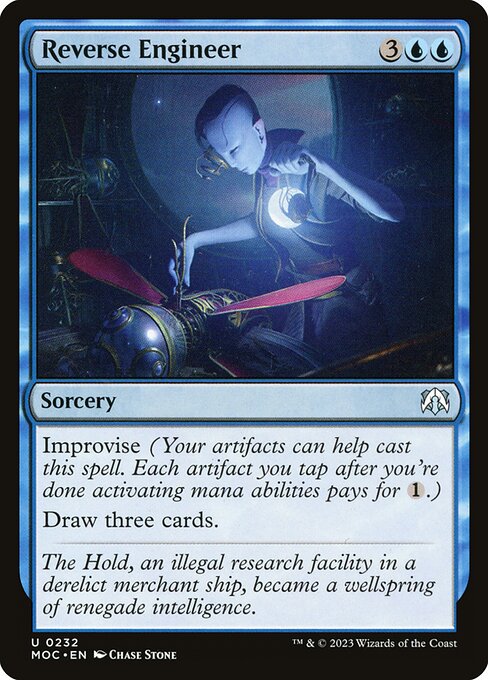 Reverse Engineer 3
Sorcery
Improvise (Your artifacts can help cast
this spell. Each artifact you tap after you're
done activating mana abilities pays for 1.)
Draw three cards.
The Hold, an illegal research facility in a
derelict merchant ship, became a wellspring
of renegade intelligence.
U 0232
MOC • EN Chase Stone
™ & © 2023 Wizards of the Coast